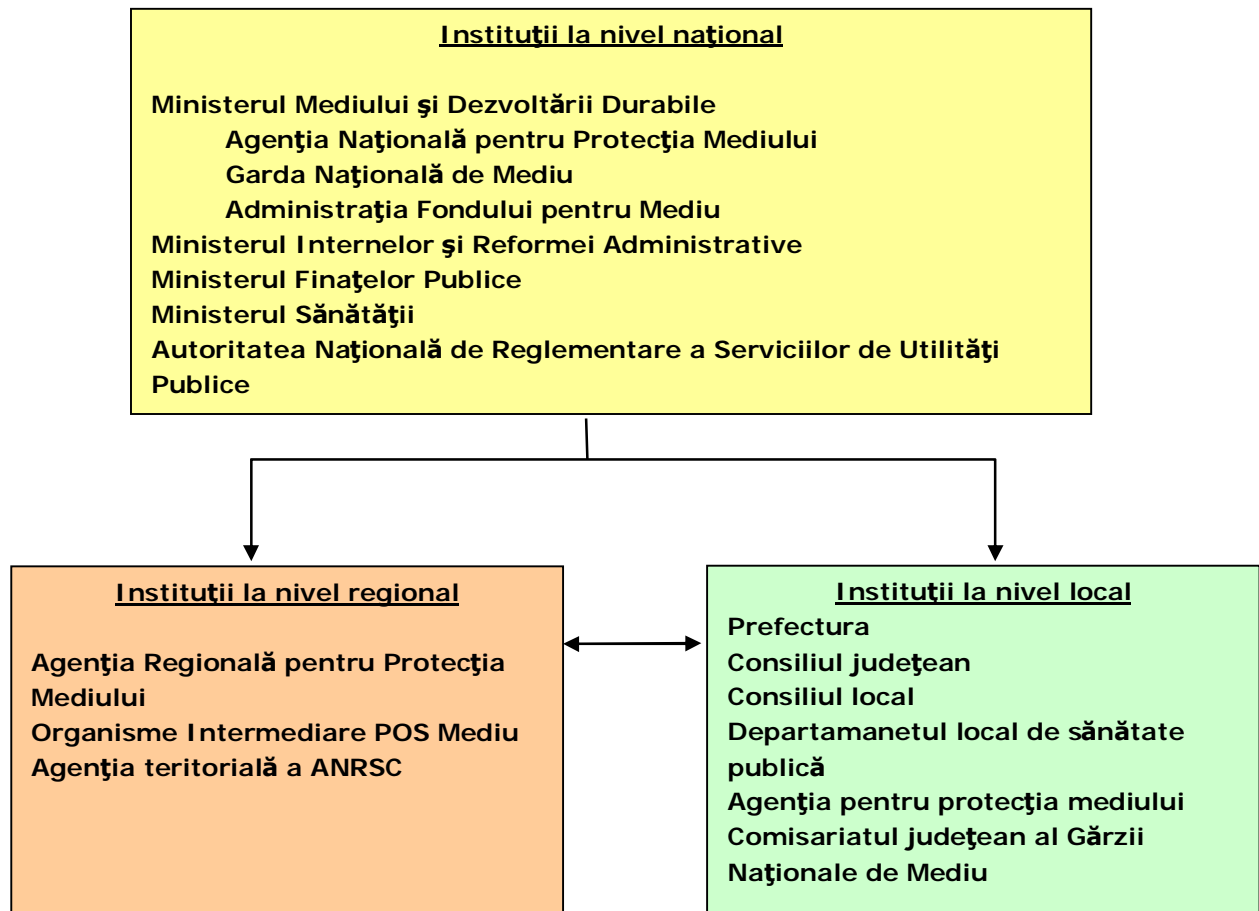 Instituţii la nivel naţional
Ministerul Mediului şi Dezvoltării Durabile
Agenţia Naţională pentru Protecţia Mediului
Garda Naţională de Mediu
Administraţia Fondului pentru Mediu
Ministerul Internelor şi Reformei Administrative
Ministerul Finaţelor Publice
Ministerul Sănătăţii
Autoritatea Naţională de Reglementare a Serviciilor de Utilităţi
Publice
Instituţii la nivel regional
Agenţia Regională pentru Protecţia
Mediului
Organisme Intermediare POS Mediu
Agenţia teritorială a ANRSC
Instituţii la nivel local
Prefectura
Consiliul judeţean
Consiliul local
Departamanetul local de sănătate
publică
Agenţia pentru protecţia mediului
Comisariatul judeţean al Gărzii
Naţionale de Mediu